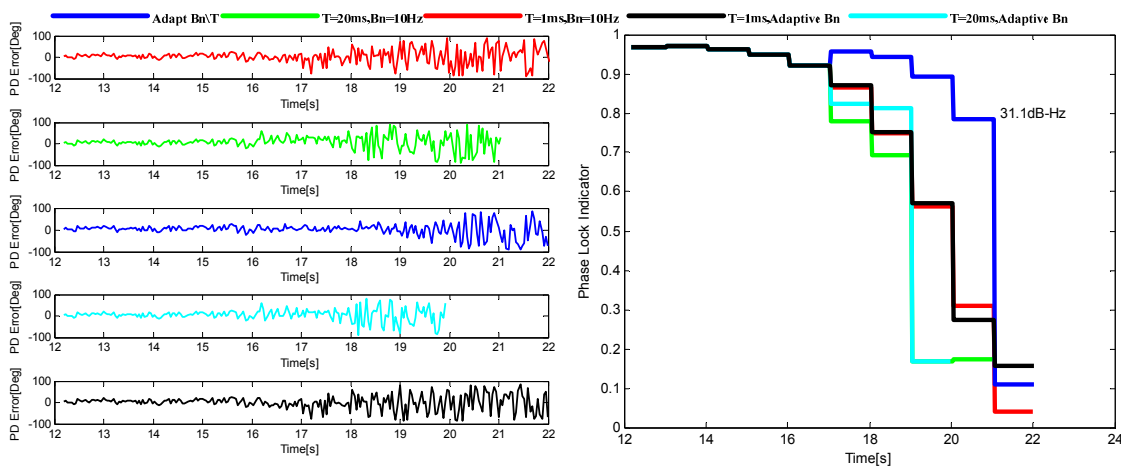 Adapt Bn\T T=20ms,Bn=10Hz T=1ms,Bn=10Hz T=1ms,Adaptive Bn T=20ms,Adaptive Bn
PD Error[Deg]
100
0
-100
12 13 14 15 16 17 18 19 20 21 22
Time[s]
PD Error[Deg]
100
0
-100
12 13 14 15 16 17 18 19 20 21 22
Time[s]
PD Error[Deg]
100
0
-100
12 13 14 15 16 17 18 19 20 21 22
Time[s]
PD Error[Deg]
100
0
-100
12 13 14 15 16 17 18 19 20 21 22
Time[s]
PD Error[Deg]
100
0
-100
12 13 14 15 16 17 18 19 20 21 22
Time[s]
Phase Lock Indicator
1
0.9
0.8
0.7
0.6
0.5
0.4
0.3
0.2
0.1
0
31.1dB-Hz
12 14 16 18 20 22 24
Time[s]